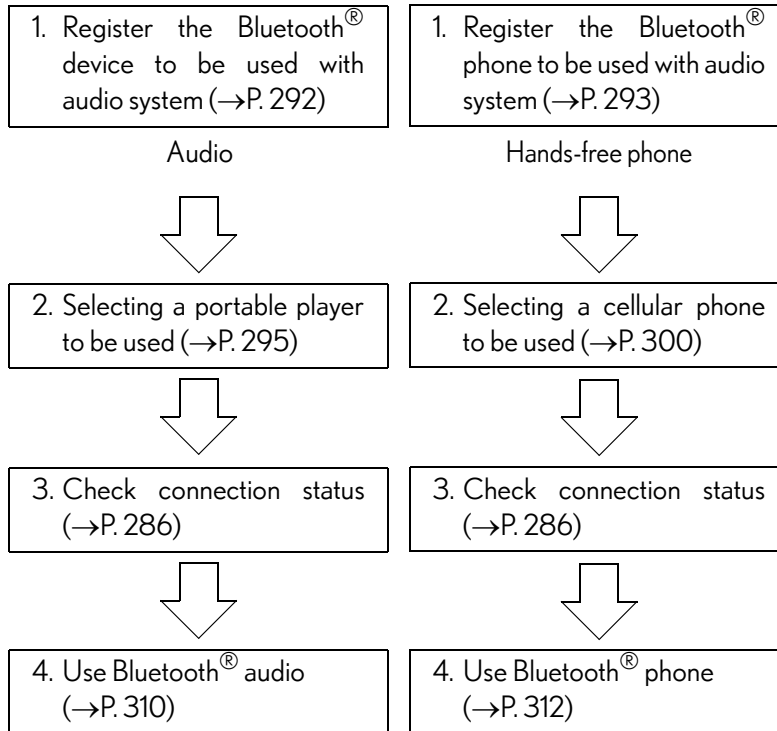 1. Register the Bluetooth®
device to be used with
audio system (→P. 292)
Audio
2. Selecting a portable player
to be used (→P. 295)
3. Check connection status
(→P. 286)
4. Use Bluetooth® audio
(→P. 310)
1. Register the Bluetooth®
phone to be used with audio
system (→P. 293)
Hands-free phone
2. Selecting a cellular phone
to be used (→P. 300)
3. Check connection status
(→P. 286)
4. Use Bluetooth® phone
(→P. 312)